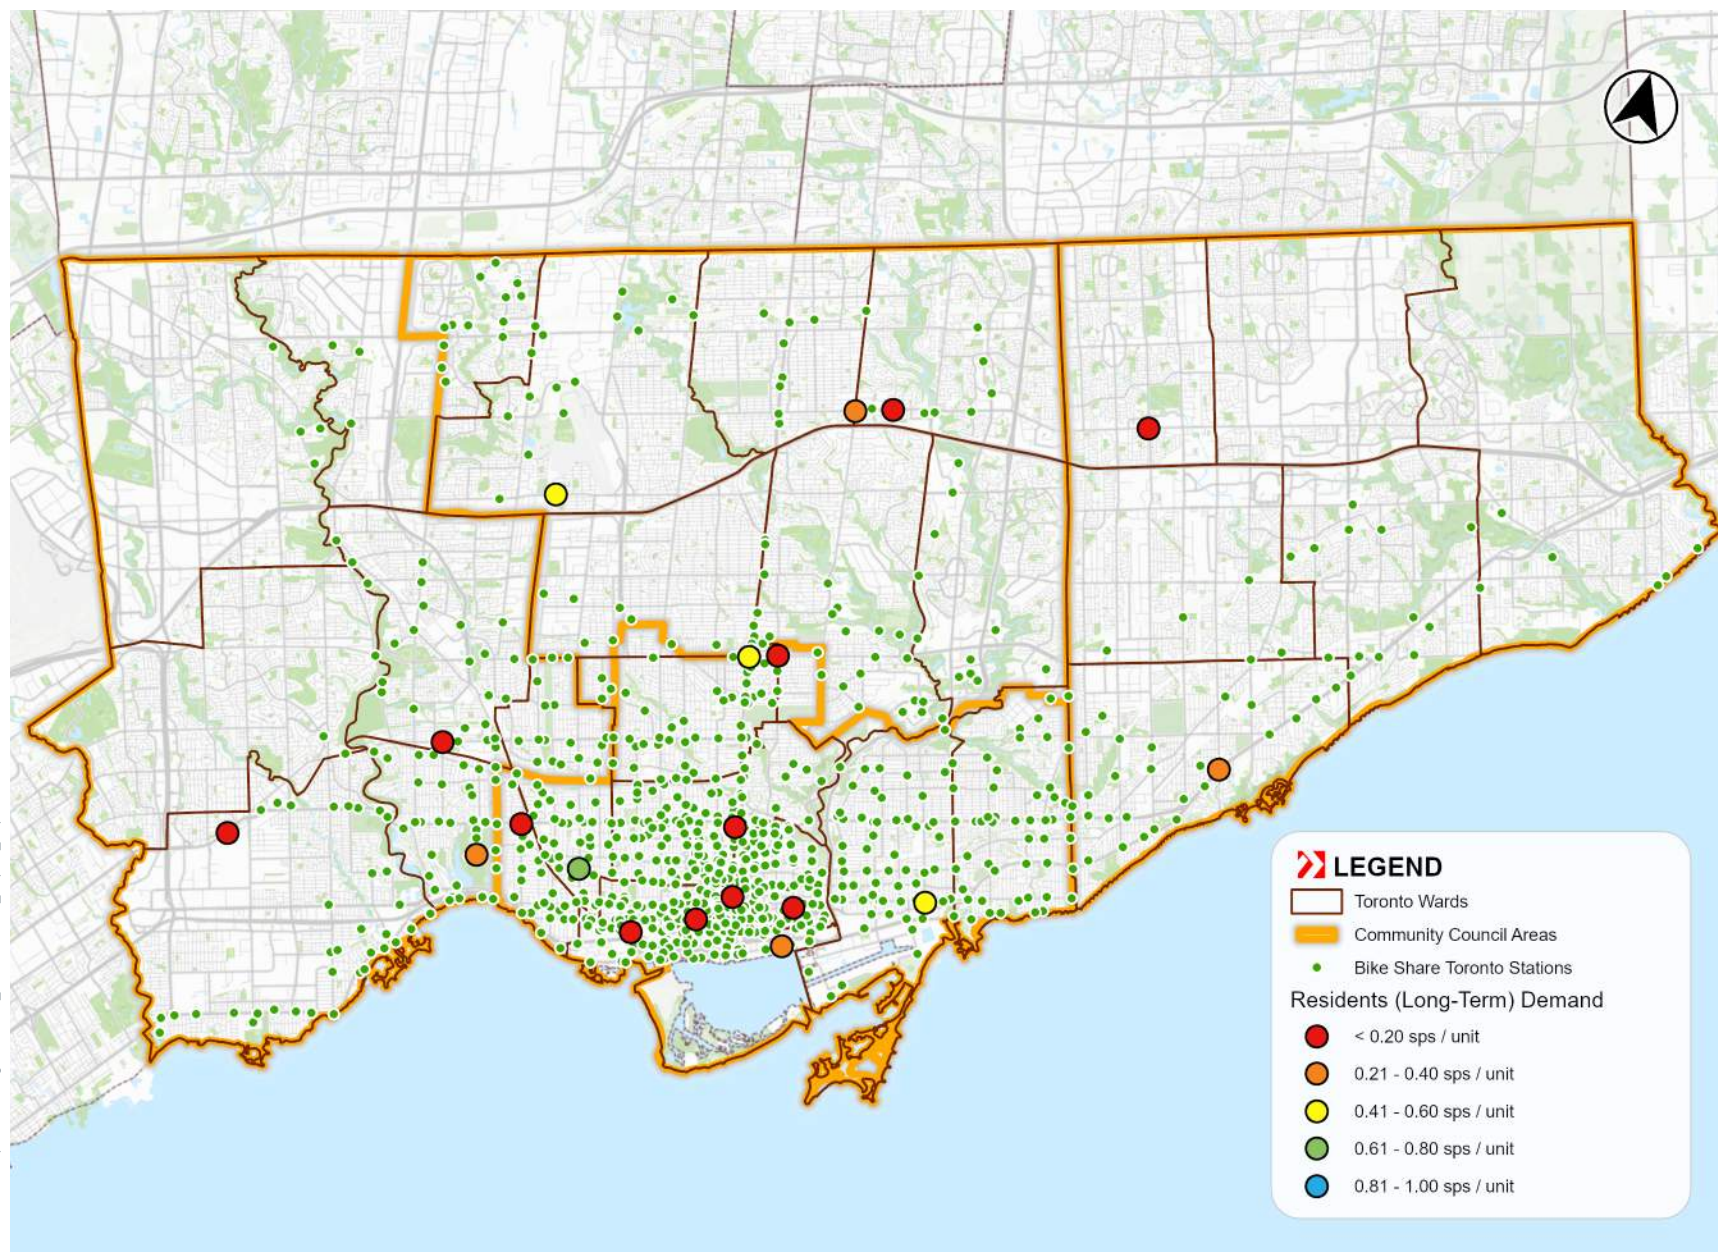 LEGEND
Toronto Wards
Community Council Areas
Bike Share Toronto Stations
Residents (Long-Term) Demand
< 0.20 sps / unit
0.21 - 0.40 sps / unit
0.41 - 0.60 sps / unit
0.61 - 0.80 sps / unit
0.81 - 1.00 sps / unit